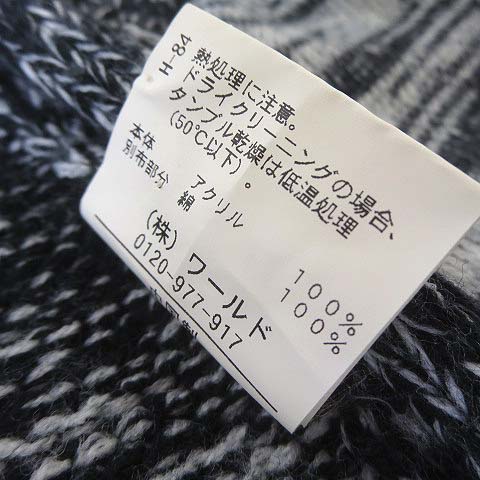 H-84
熱処理に注意。
ドライクリーニングの場合、
タンブル乾燥は低温処理
(50℃以下)。
本体 アクリル 100%
別布部分 綿 100%
(株)ワールド
0120-977-917